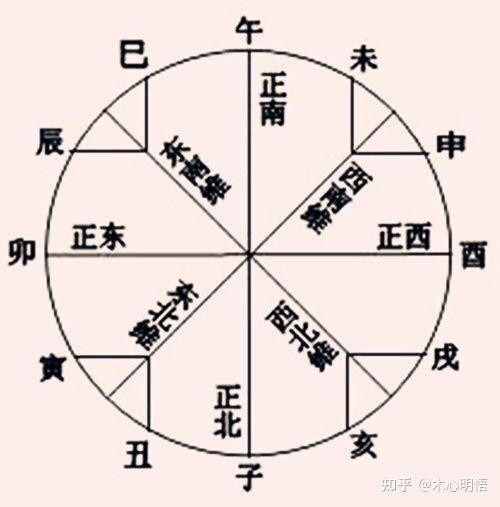 午
巳
未
正南
辰
东南维
西南维
申
卯
正东
正西
酉
东北维
西北维
寅
戌
正北
丑
亥
子
知乎 @木心明悟